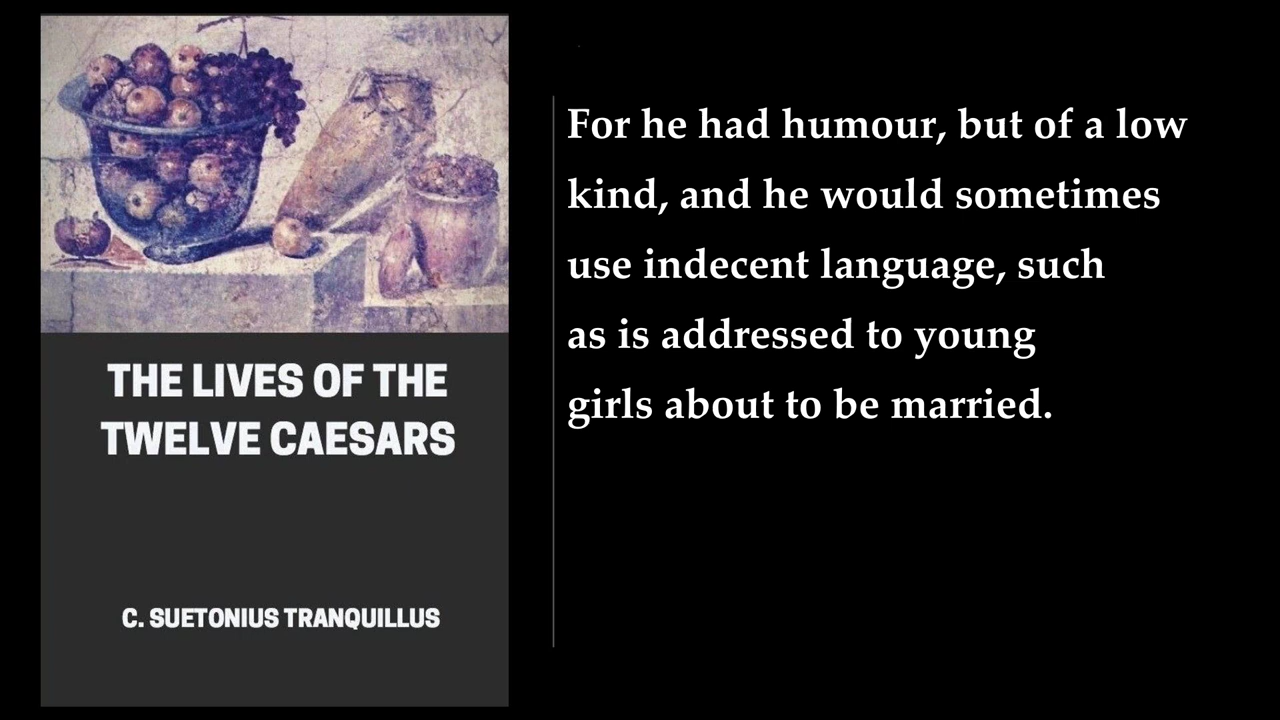 THE LIVES OF THE
TWELVE CAESARS
C. SUETONIUS TRANQUILLUS
For he had humour, but of a low
kind, and he would sometimes
use indecent language, such
as is addressed to young
girls about to be married.